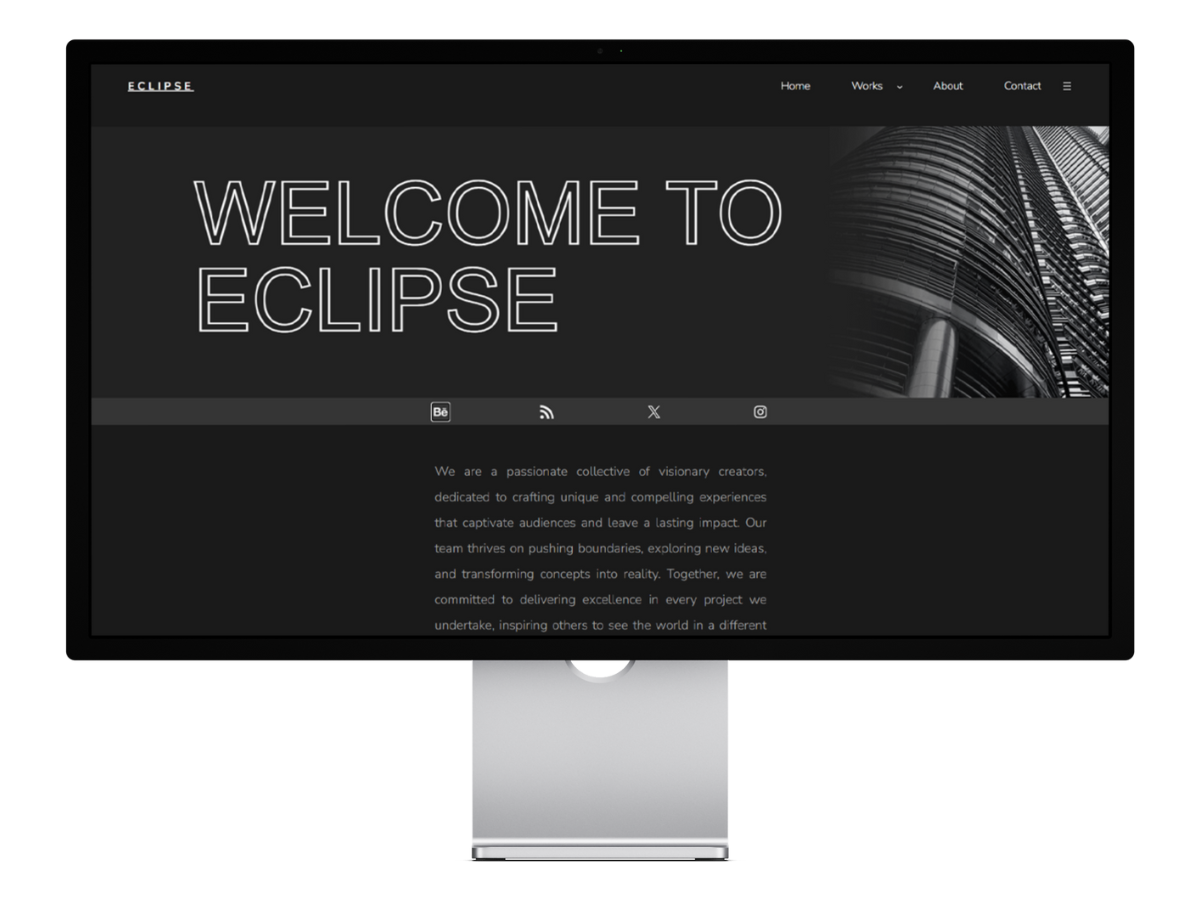 ECLIPSE
Home Works About Contact
WELCOME TO
ECLIPSE
Bē
We are a passionate collective of visionary creators,
dedicated to crafting unique and compelling experiences
that captivate audiences and leave a lasting impact. Our
team thrives on pushing boundaries, exploring new ideas,
and transforming concepts into reality. Together, we are
committed to delivering excellence in every project we
undertake, inspiring others to see the world in a different